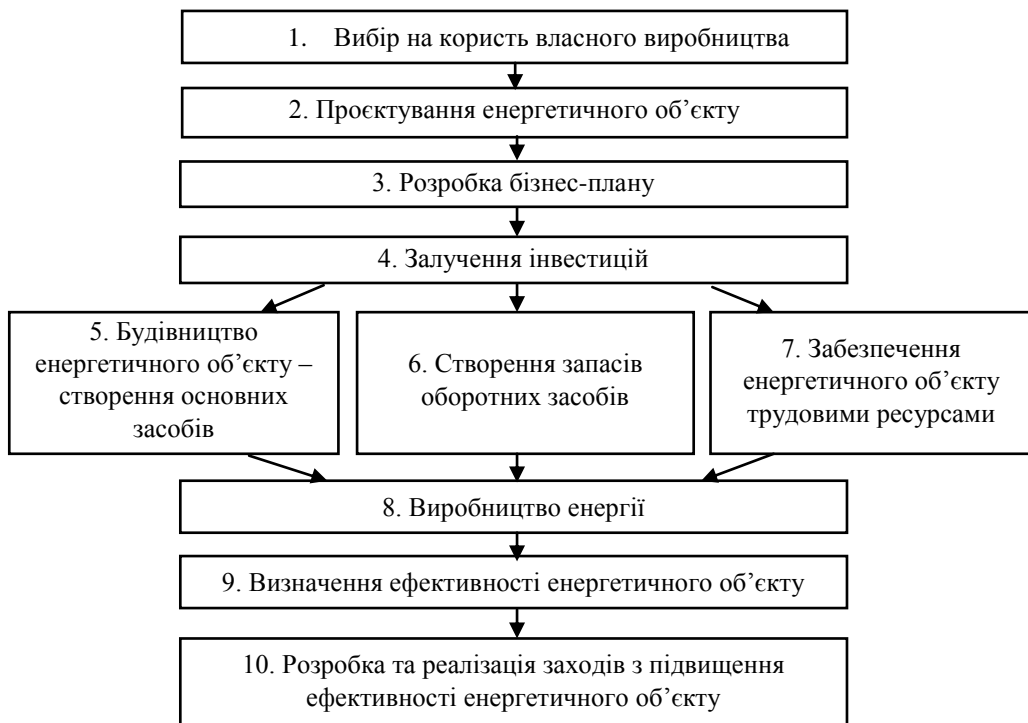 1. Вибір на користь власного виробництва
2. Проєктування енергетичного об’єкту
3. Розробка бізнес-плану
4. Залучення інвестицій
5. Будівництво
енергетичного об’єкту –
створення основних
засобів
6. Створення запасів
оборотних засобів
7. Забезпечення
енергетичного об’єкту
трудовими ресурсами
8. Виробництво енергії
9. Визначення ефективності енергетичного об’єкту
10. Розробка та реалізація заходів з підвищення
ефективності енергетичного об’єкту